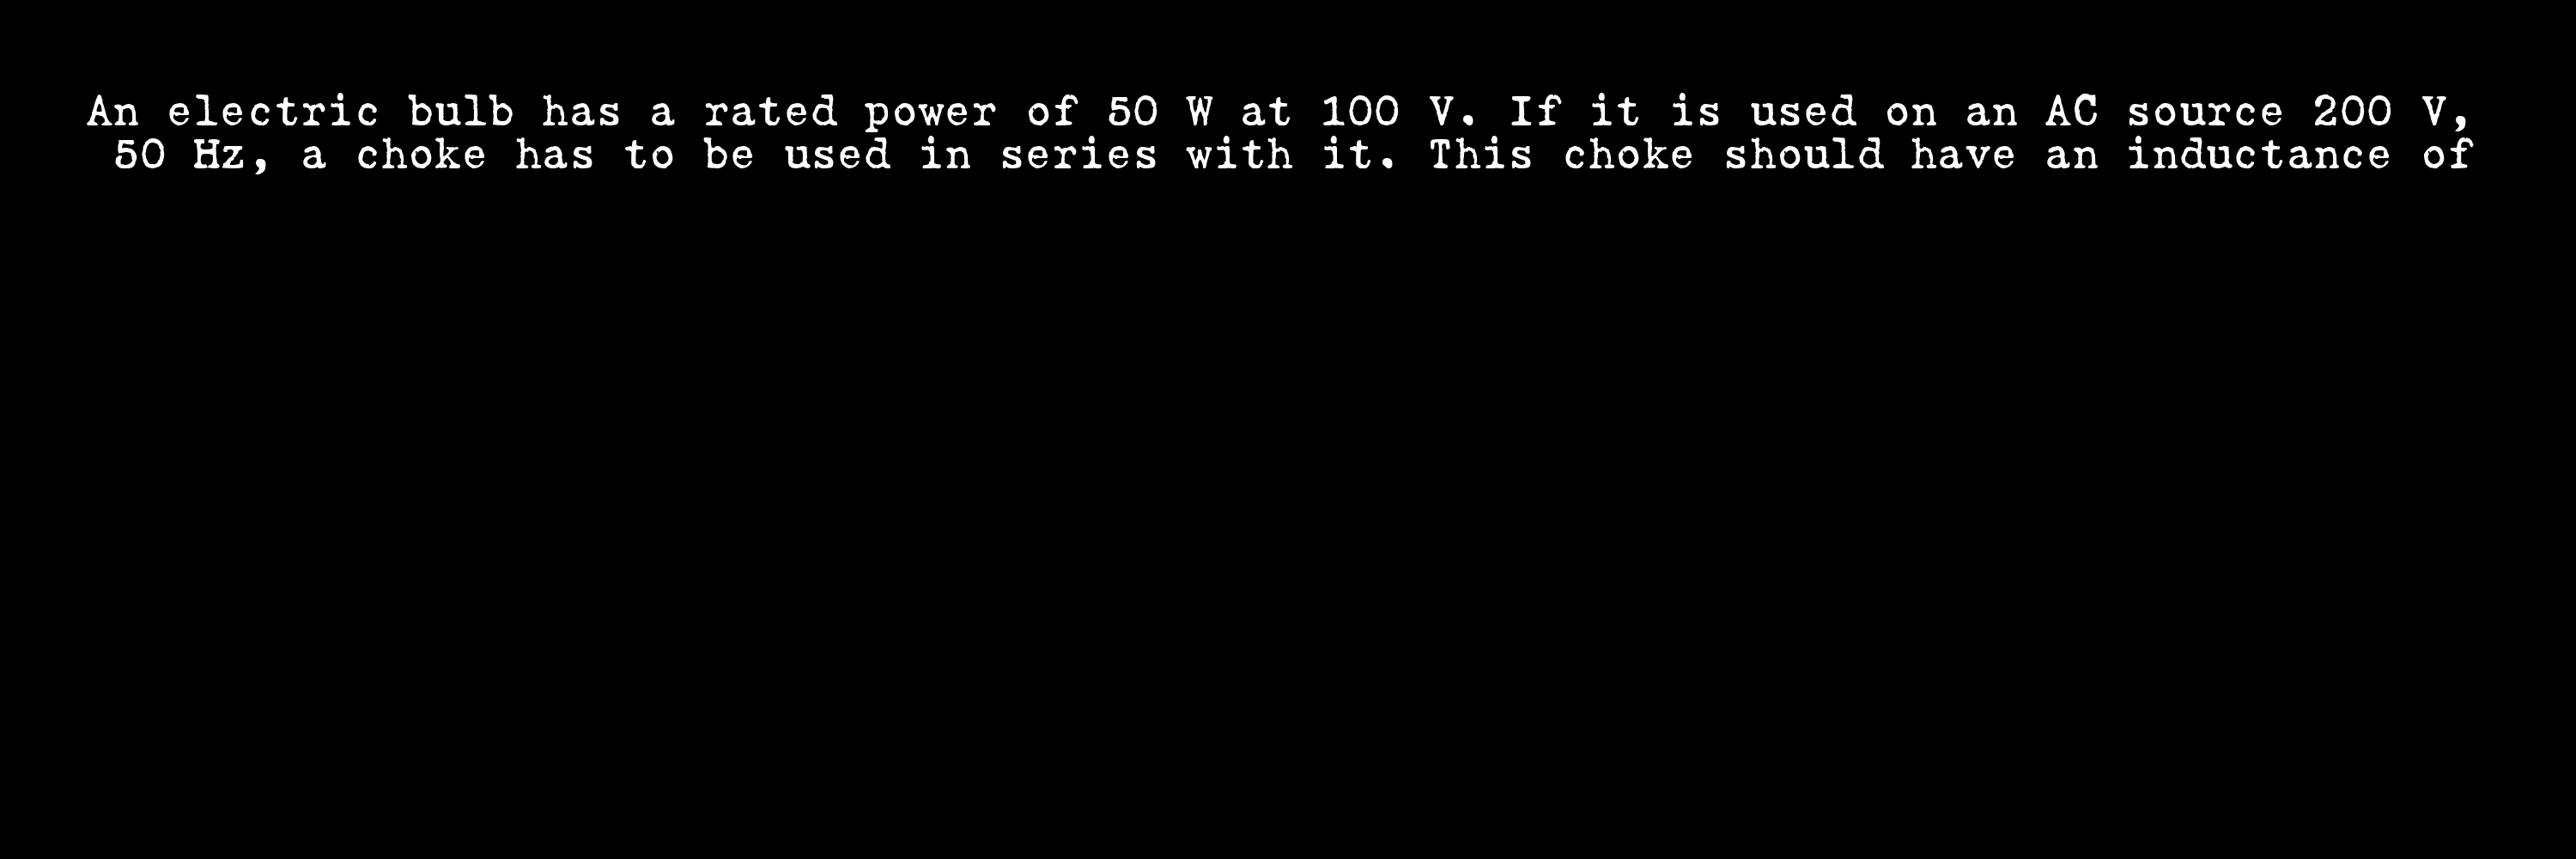 An electric bulb has a rated power of 50 W at 100 V. If it is used on an AC source 200 V,
50 Hz, a choke has to be used in series with it. This choke should have an inductance of